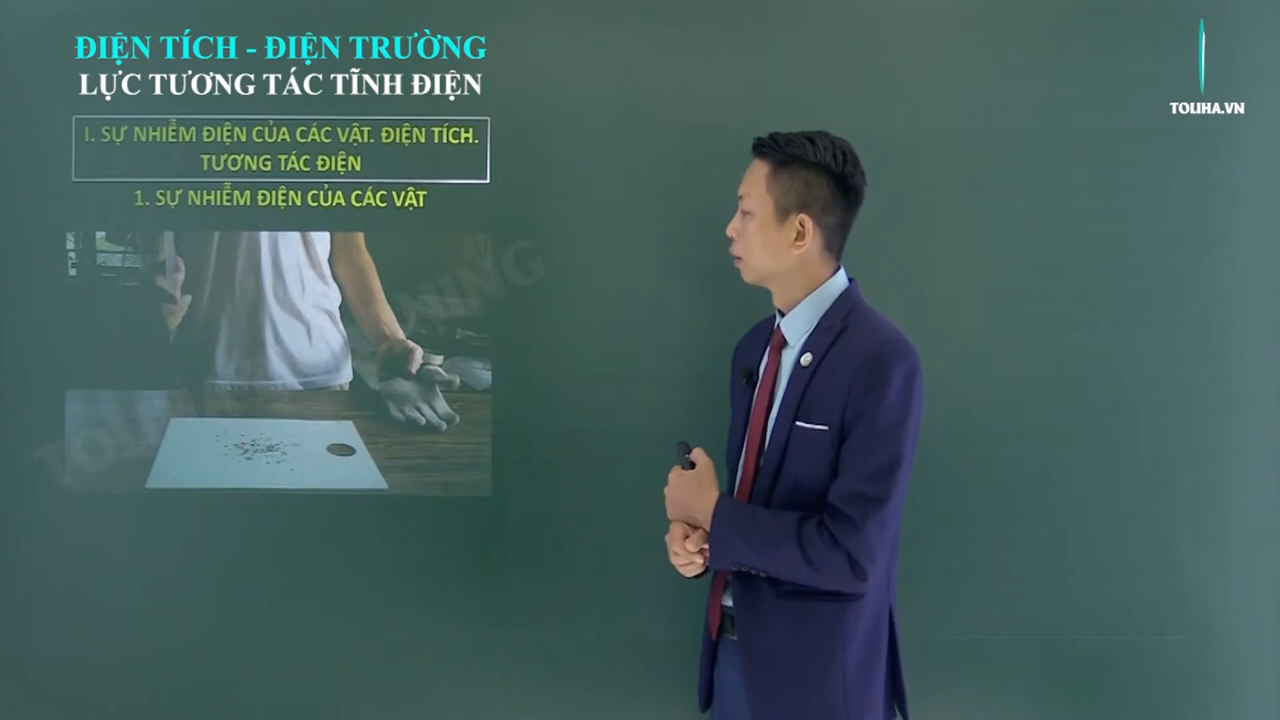 ĐIỆN TÍCH - ĐIỆN TRƯỜNG
LỰC TƯƠNG TÁC TĨNH ĐIỆN
I. SỰ NHIỄM ĐIỆN CỦA CÁC VẬT. ĐIỆN TÍCH.
TƯƠNG TÁC ĐIỆN
1. SỰ NHIỄM ĐIỆN CỦA CÁC VẬT
TOLIHA.VN